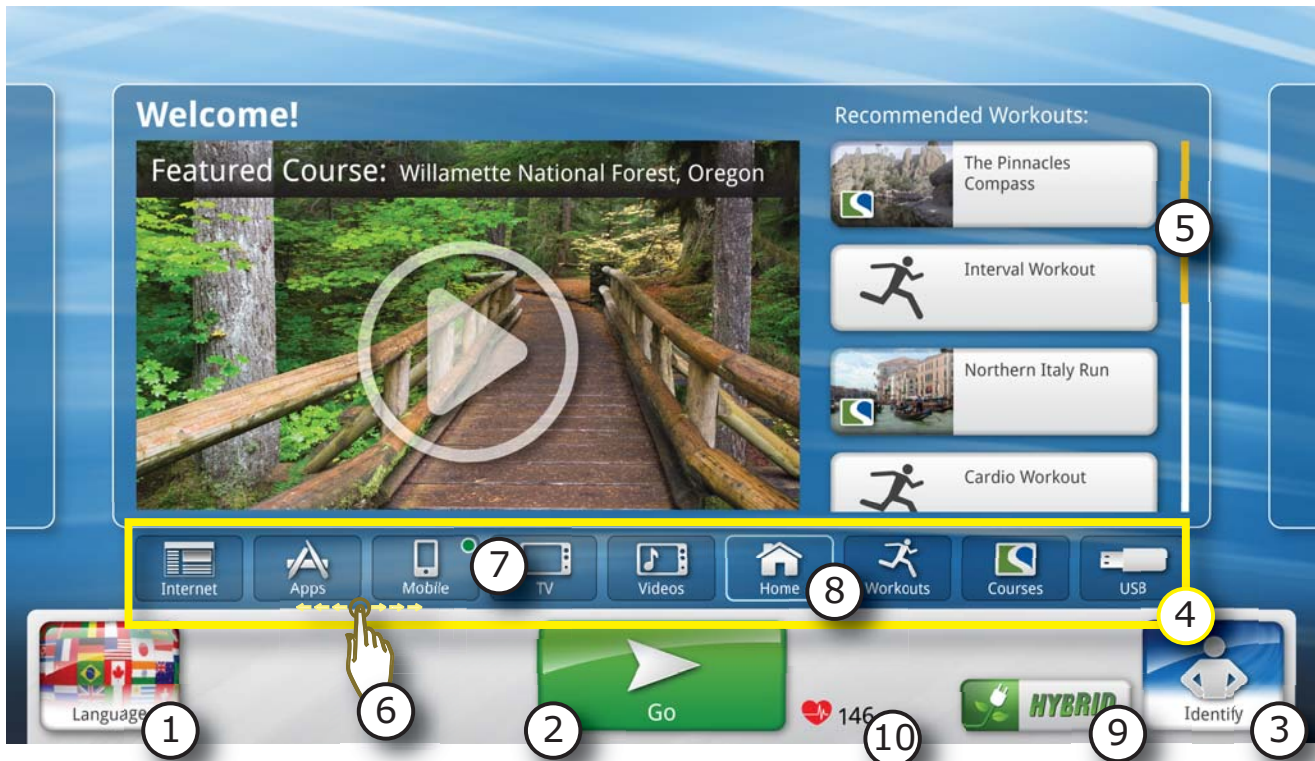 Welcome!
Featured Course: Willamette National Forest, Oregon
Recommended Workouts:
The Pinnacles
Compass
5
Interval Workout
Northern Italy Run
Cardio Workout
Internet
Apps
Mobile
7
TV
Videos
Home
8
Workouts
Courses
USB
4
Language
1
6
Go
2
146
10
HYBRID
9
Identify
3